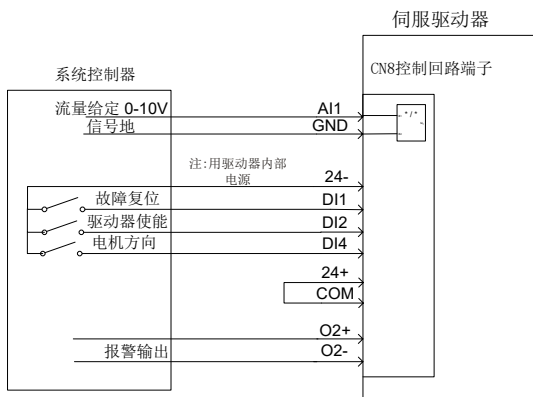 伺服驱动器
CN8控制回路端子
系统控制器
流量给定 0-10V
AI1
信号地
GND
注:用驱动器内部
电源
24-
故障复位
DI1
驱动器使能
DI2
电机方向
DI4
24+
COM
O2+
报警输出
O2-